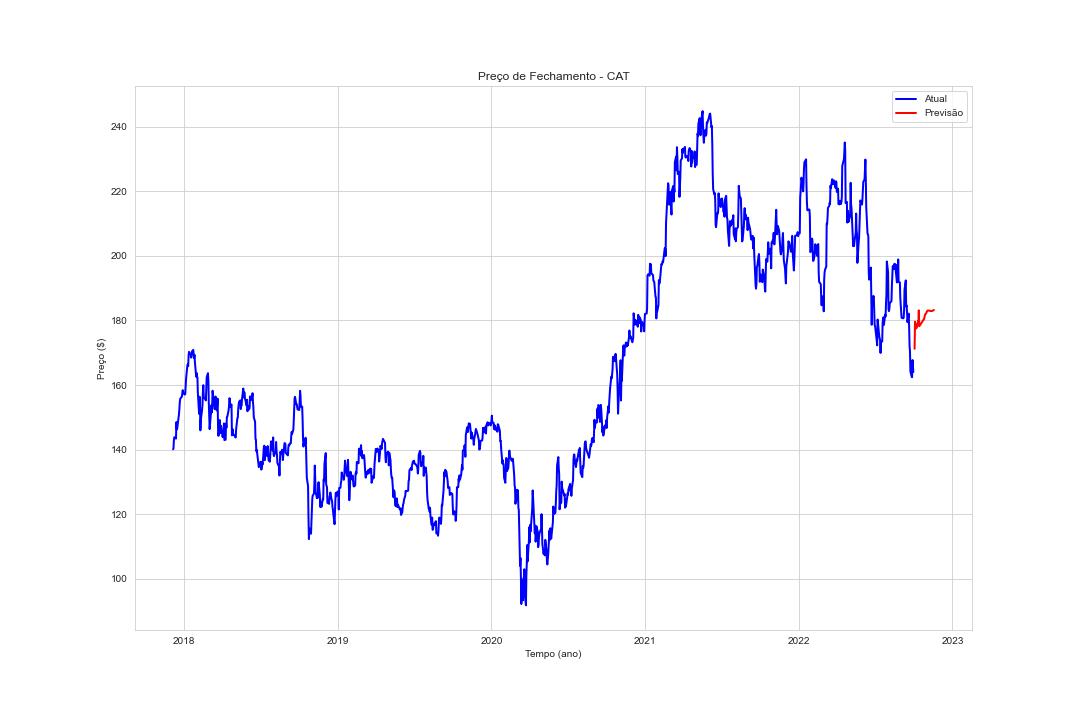 Preço de Fechamento - CAT
Atual
Previsão
Preço ($)
240
220
200
180
160
140
120
100
2018 2019 2020 2021 2022 2023
Tempo (ano)